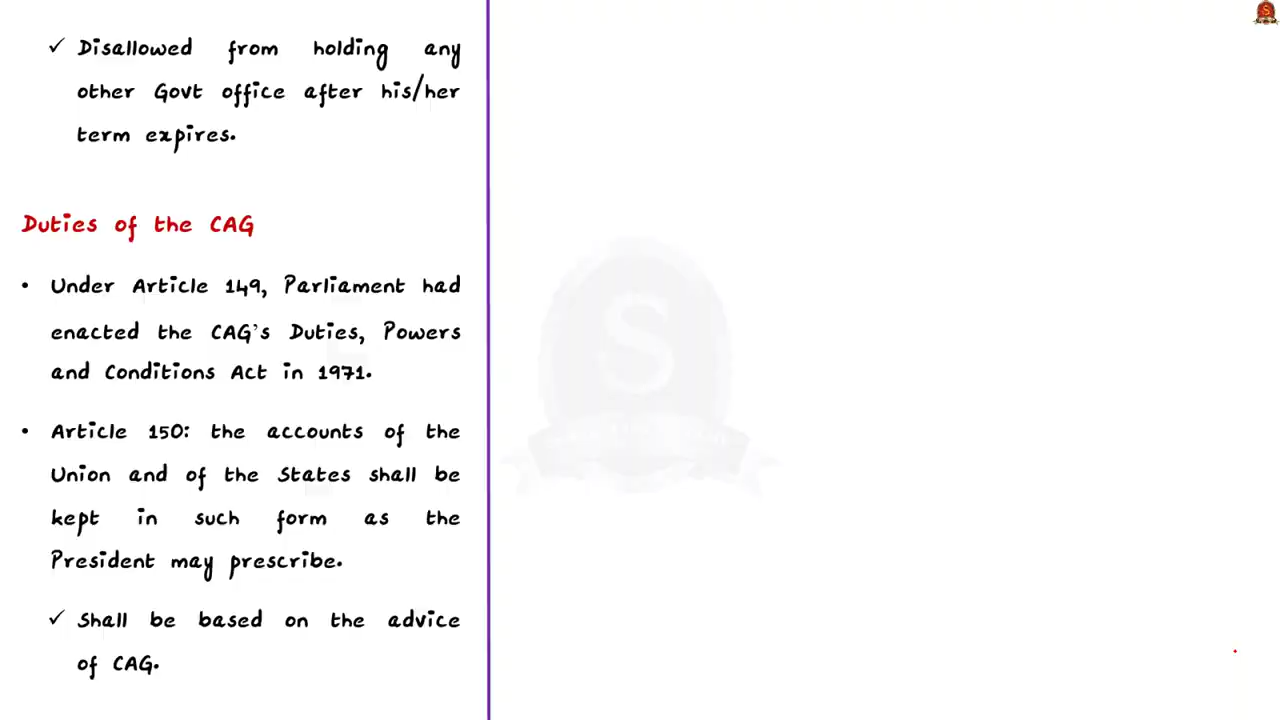 ✓ Disallowed from holding any
other Govt office after his/her
term expires.
Duties of the CAG
• Under Article 149, Parliament had
enacted the CAG's Duties, Powers
and Conditions Act in 1971.
• Article 150: the accounts of the
Union and of the States shall be
kept in such form as the
President may prescribe.
✓ Shall be based on the advice
of CAG.
S